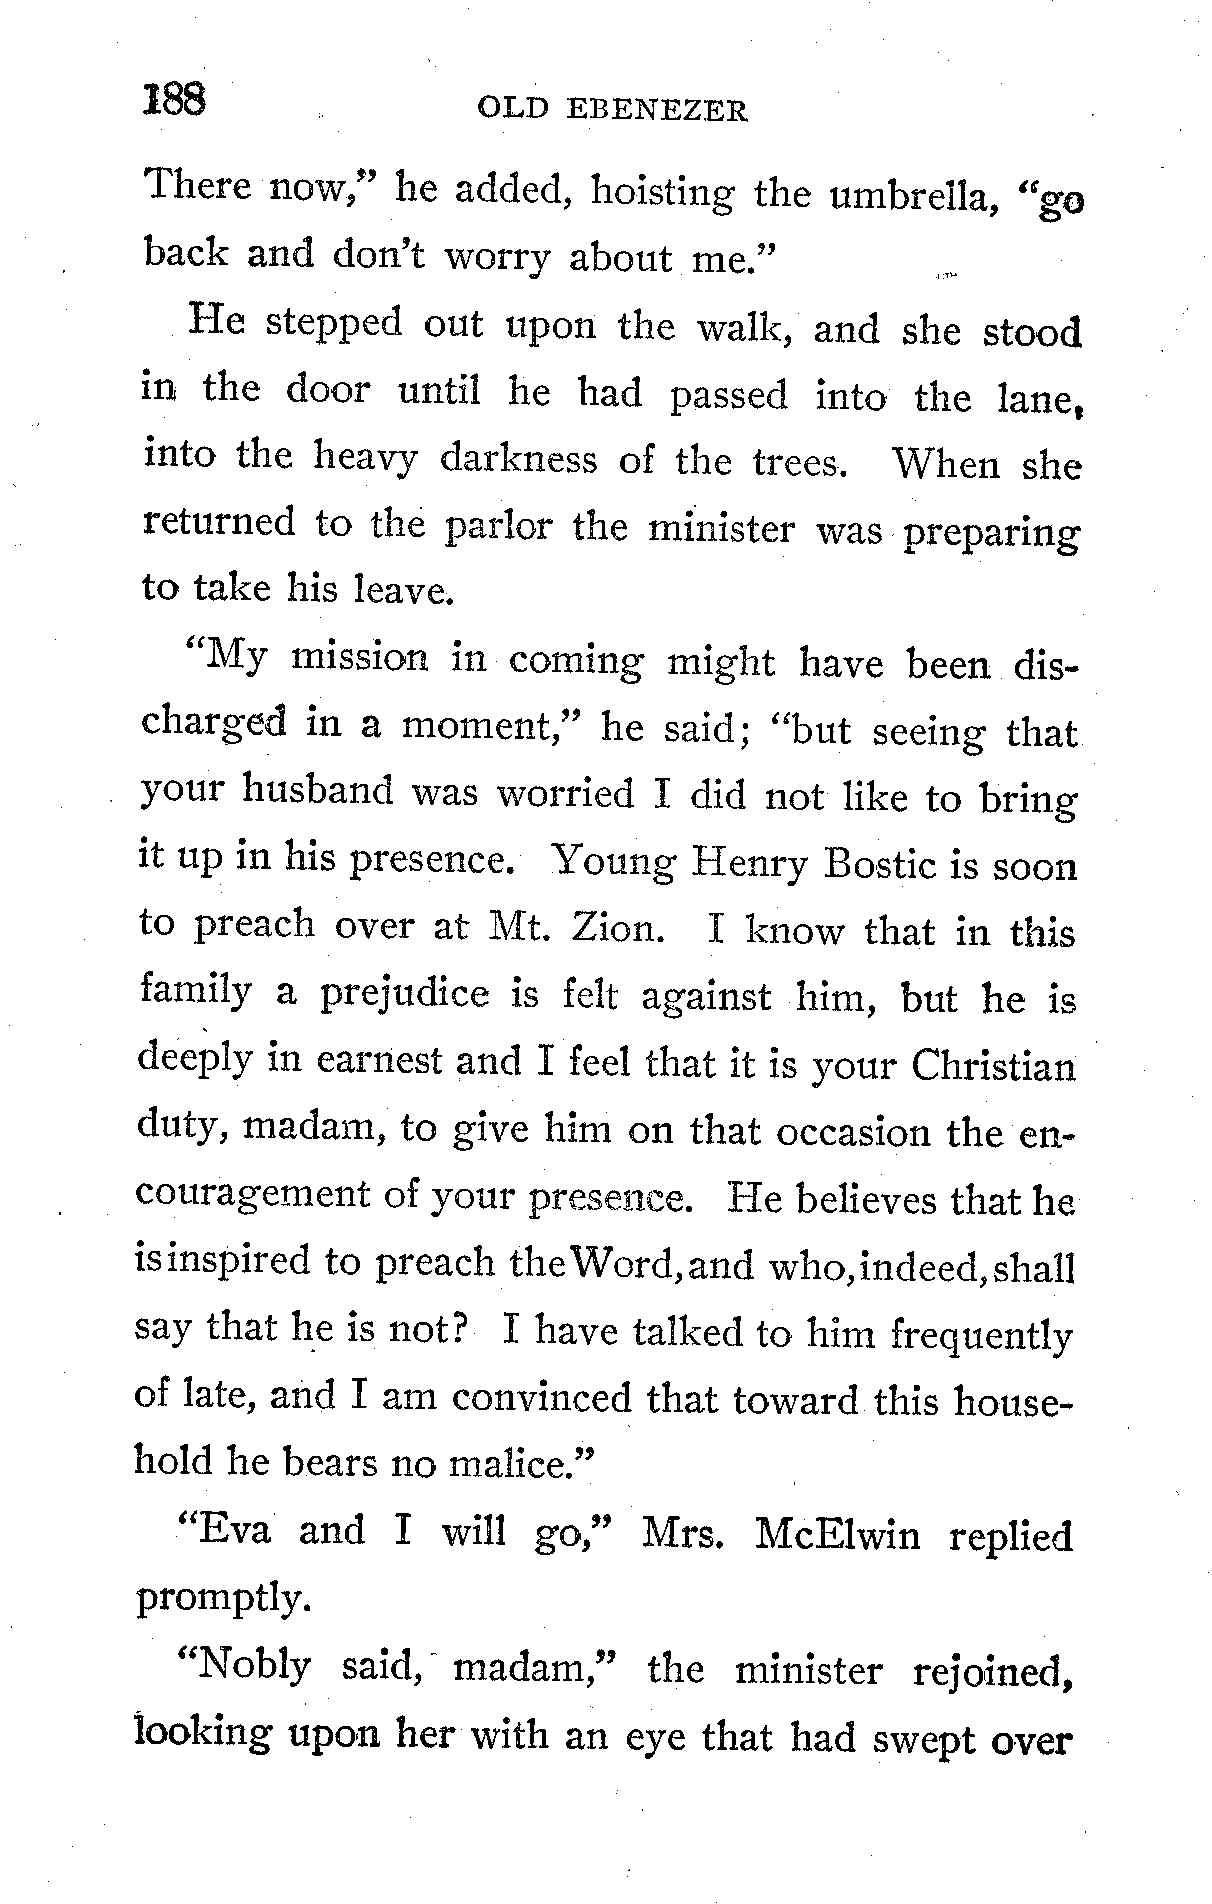 188
OLD EBENEZER
There now,” he added, hoisting the umbrella, “go
back and don’t worry about me.”
He stepped out upon the walk, and she stood
in the door until he had passed into the lane,
into the heavy darkness of the trees. When she
returned to the parlor the minister was preparing
to take his leave.
“My mission in coming might have been dis-
charged in a moment,” he said; “but seeing that
your husband was worried I did not like to bring
it up in his presence. Young Henry Bostic is soon
to preach over at Mt. Zion. I know that in this
family a prejudice is felt against him, but he is
deeply in earnest and I feel that it is your Christian
duty, madam, to give him on that occasion the en-
couragement of your presence. He believes that he
is inspired to preach the Word, and who, indeed, shall
say that he is not? I have talked to him frequently
of late, and I am convinced that toward this house-
hold he bears no malice.”
“Eva and I will go,” Mrs. McElwin replied
promptly.
“Nobly said, madam,” the minister rejoined,
looking upon her with an eye that had swept over